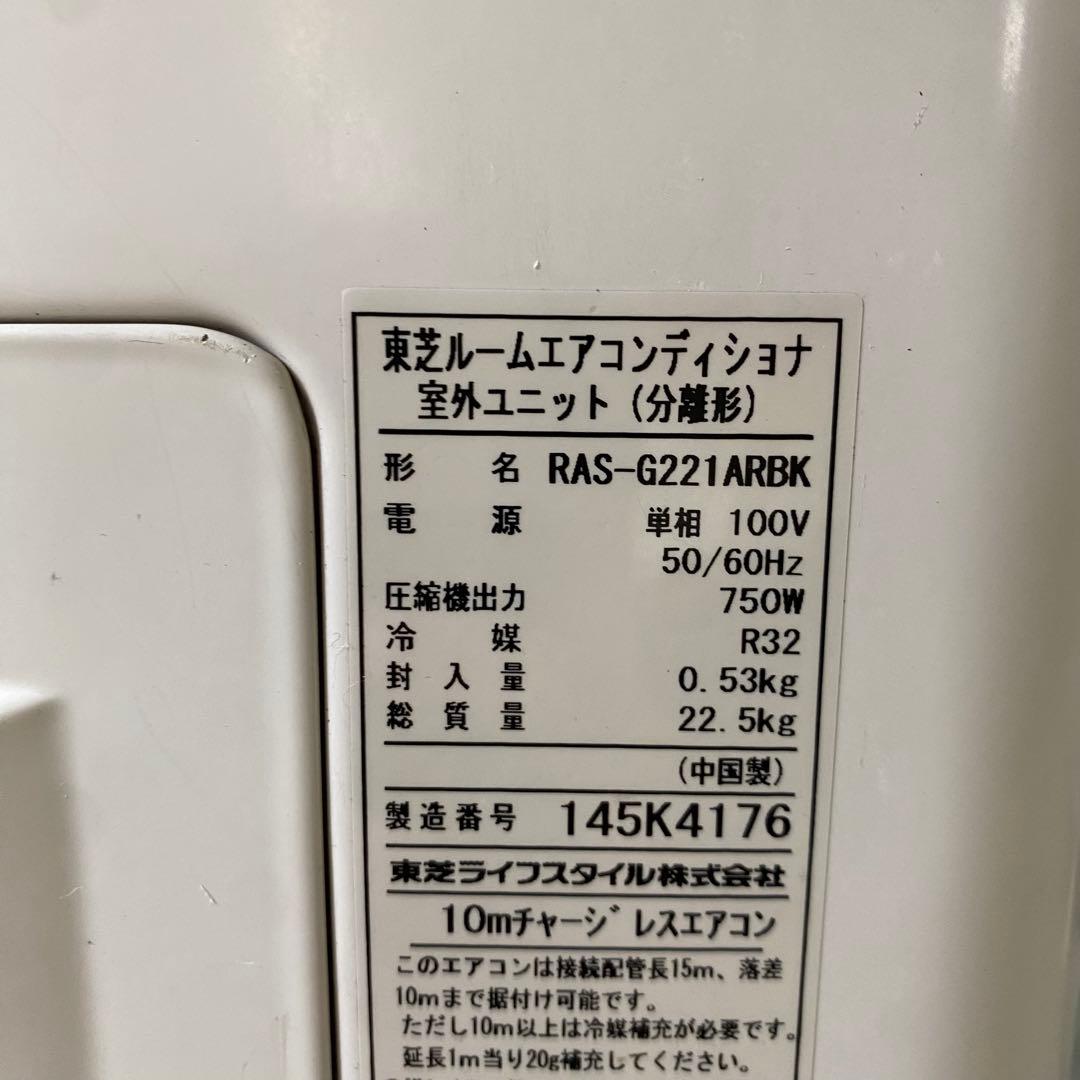 東芝ルームエアコンディショナ
室外ユニット（分離形）
形名 RAS-G221ARBK
電源 単相 100V
50/60Hz
圧縮機出力 750W
冷媒 R32
封入量 0.53kg
総質量 22.5kg
（中国製）
製造番号 145K4176
東芝ライフスタイル株式会社
10mチャージレスエアコン
このエアコンは接続配管長15m、落差
10mまで据付け可能です。
ただし10m以上は冷媒補充が必要です。
延長1m当り20g補充してください。